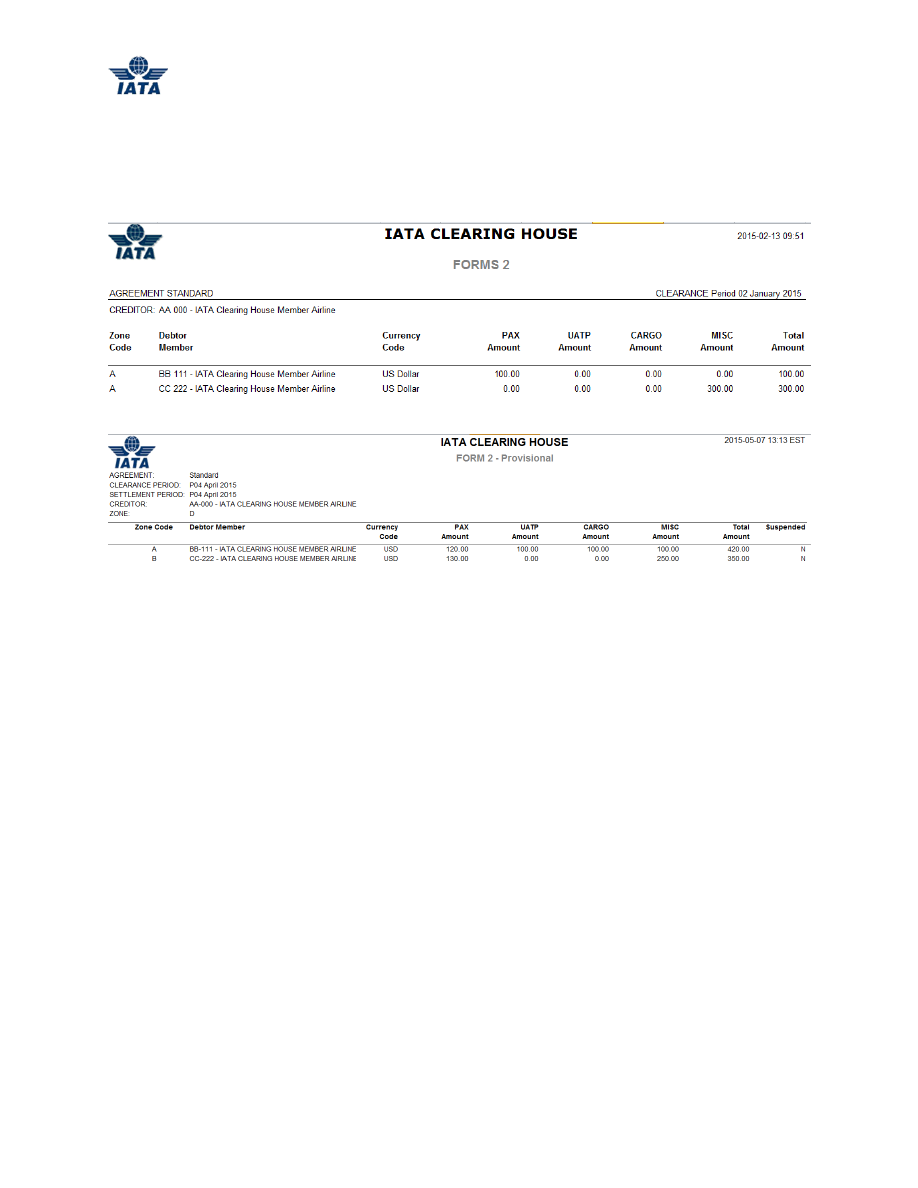 IATA
IATA CLEARING HOUSE 2015-02-13 09:51
IATA
FORMS 2
AGREEMENT STANDARD CLEARANCE Period 02 January 2015
CREDITOR: AA 000 - IATA Clearing House Member Airline
Zone Debtor Currency PAX UATP CARGO MISC Total
Code Member Code Amount Amount Amount Amount Amount
A BB 111 - IATA Clearing House Member Airline US Dollar 100.00 0.00 0.00 0.00 100.00
A CC 222 - IATA Clearing House Member Airline US Dollar 0.00 0.00 0.00 300.00 300.00
IATA CLEARING HOUSE 2015-05-07 13:13 EST
FORM 2 - Provisional
IATA
AGREEMENT: Standard
CLEARANCE PERIOD: P04 April 2015
SETTLEMENT PERIOD: P04 April 2015
CREDITOR: AA-000 - IATA CLEARING HOUSE MEMBER AIRLINE
ZONE: D
Zone Code Debtor Member Currency PAX UATP CARGO MISC Total Suspended
Code Amount Amount Amount Amount Amount
A BB-111 - IATA CLEARING HOUSE MEMBER AIRLINE USD 120.00 100.00 100.00 100.00 420.00 N
B CC-222 - IATA CLEARING HOUSE MEMBER AIRLINE USD 130.00 0.00 0.00 250.00 350.00 N